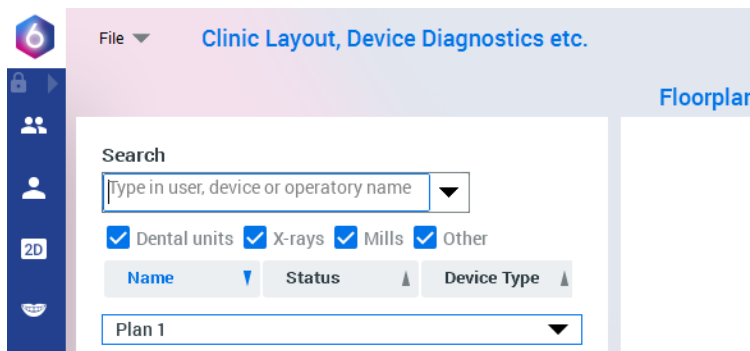 6
File
Clinic Layout, Device Diagnostics etc.
Floorplan
Search
Type in user, device or operatory name
Dental units X-rays Mills Other
Name Status Device Type
2D
Plan 1